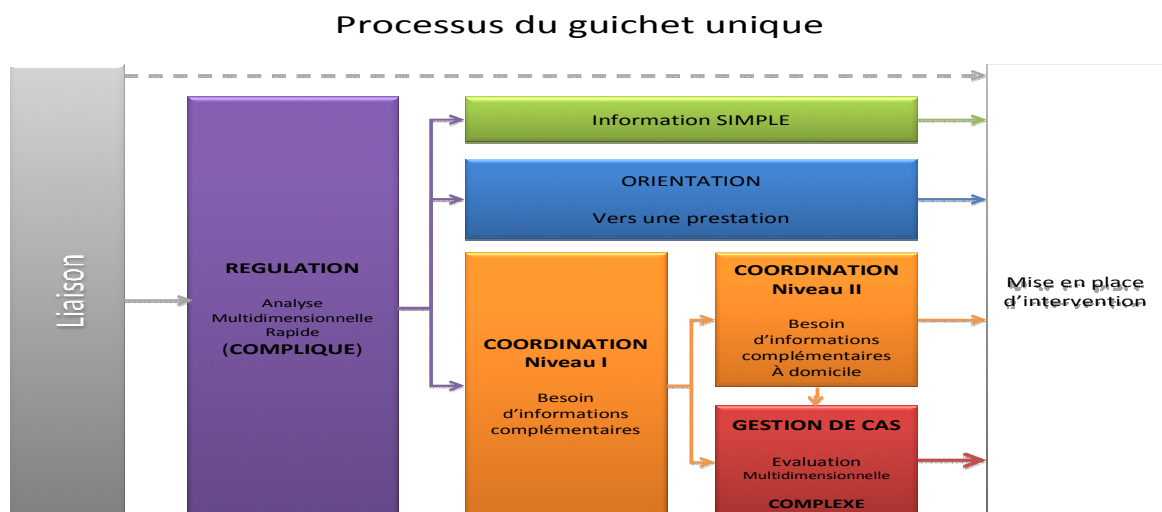 Processus du guichet unique
Liaison
REGULATION
Analyse
Multidimensionnelle
Rapide
(COMPLIQUE)
Information SIMPLE
ORIENTATION
Vers une prestation
COORDINATION
Niveau I
Besoin
d’informations
complémentaires
COORDINATION
Niveau II
Besoin
d’informations
complémentaires
À domicile
GESTION DE CAS
Evaluation
Multidimensionnelle
COMPLEXE
Mise en place
d’intervention